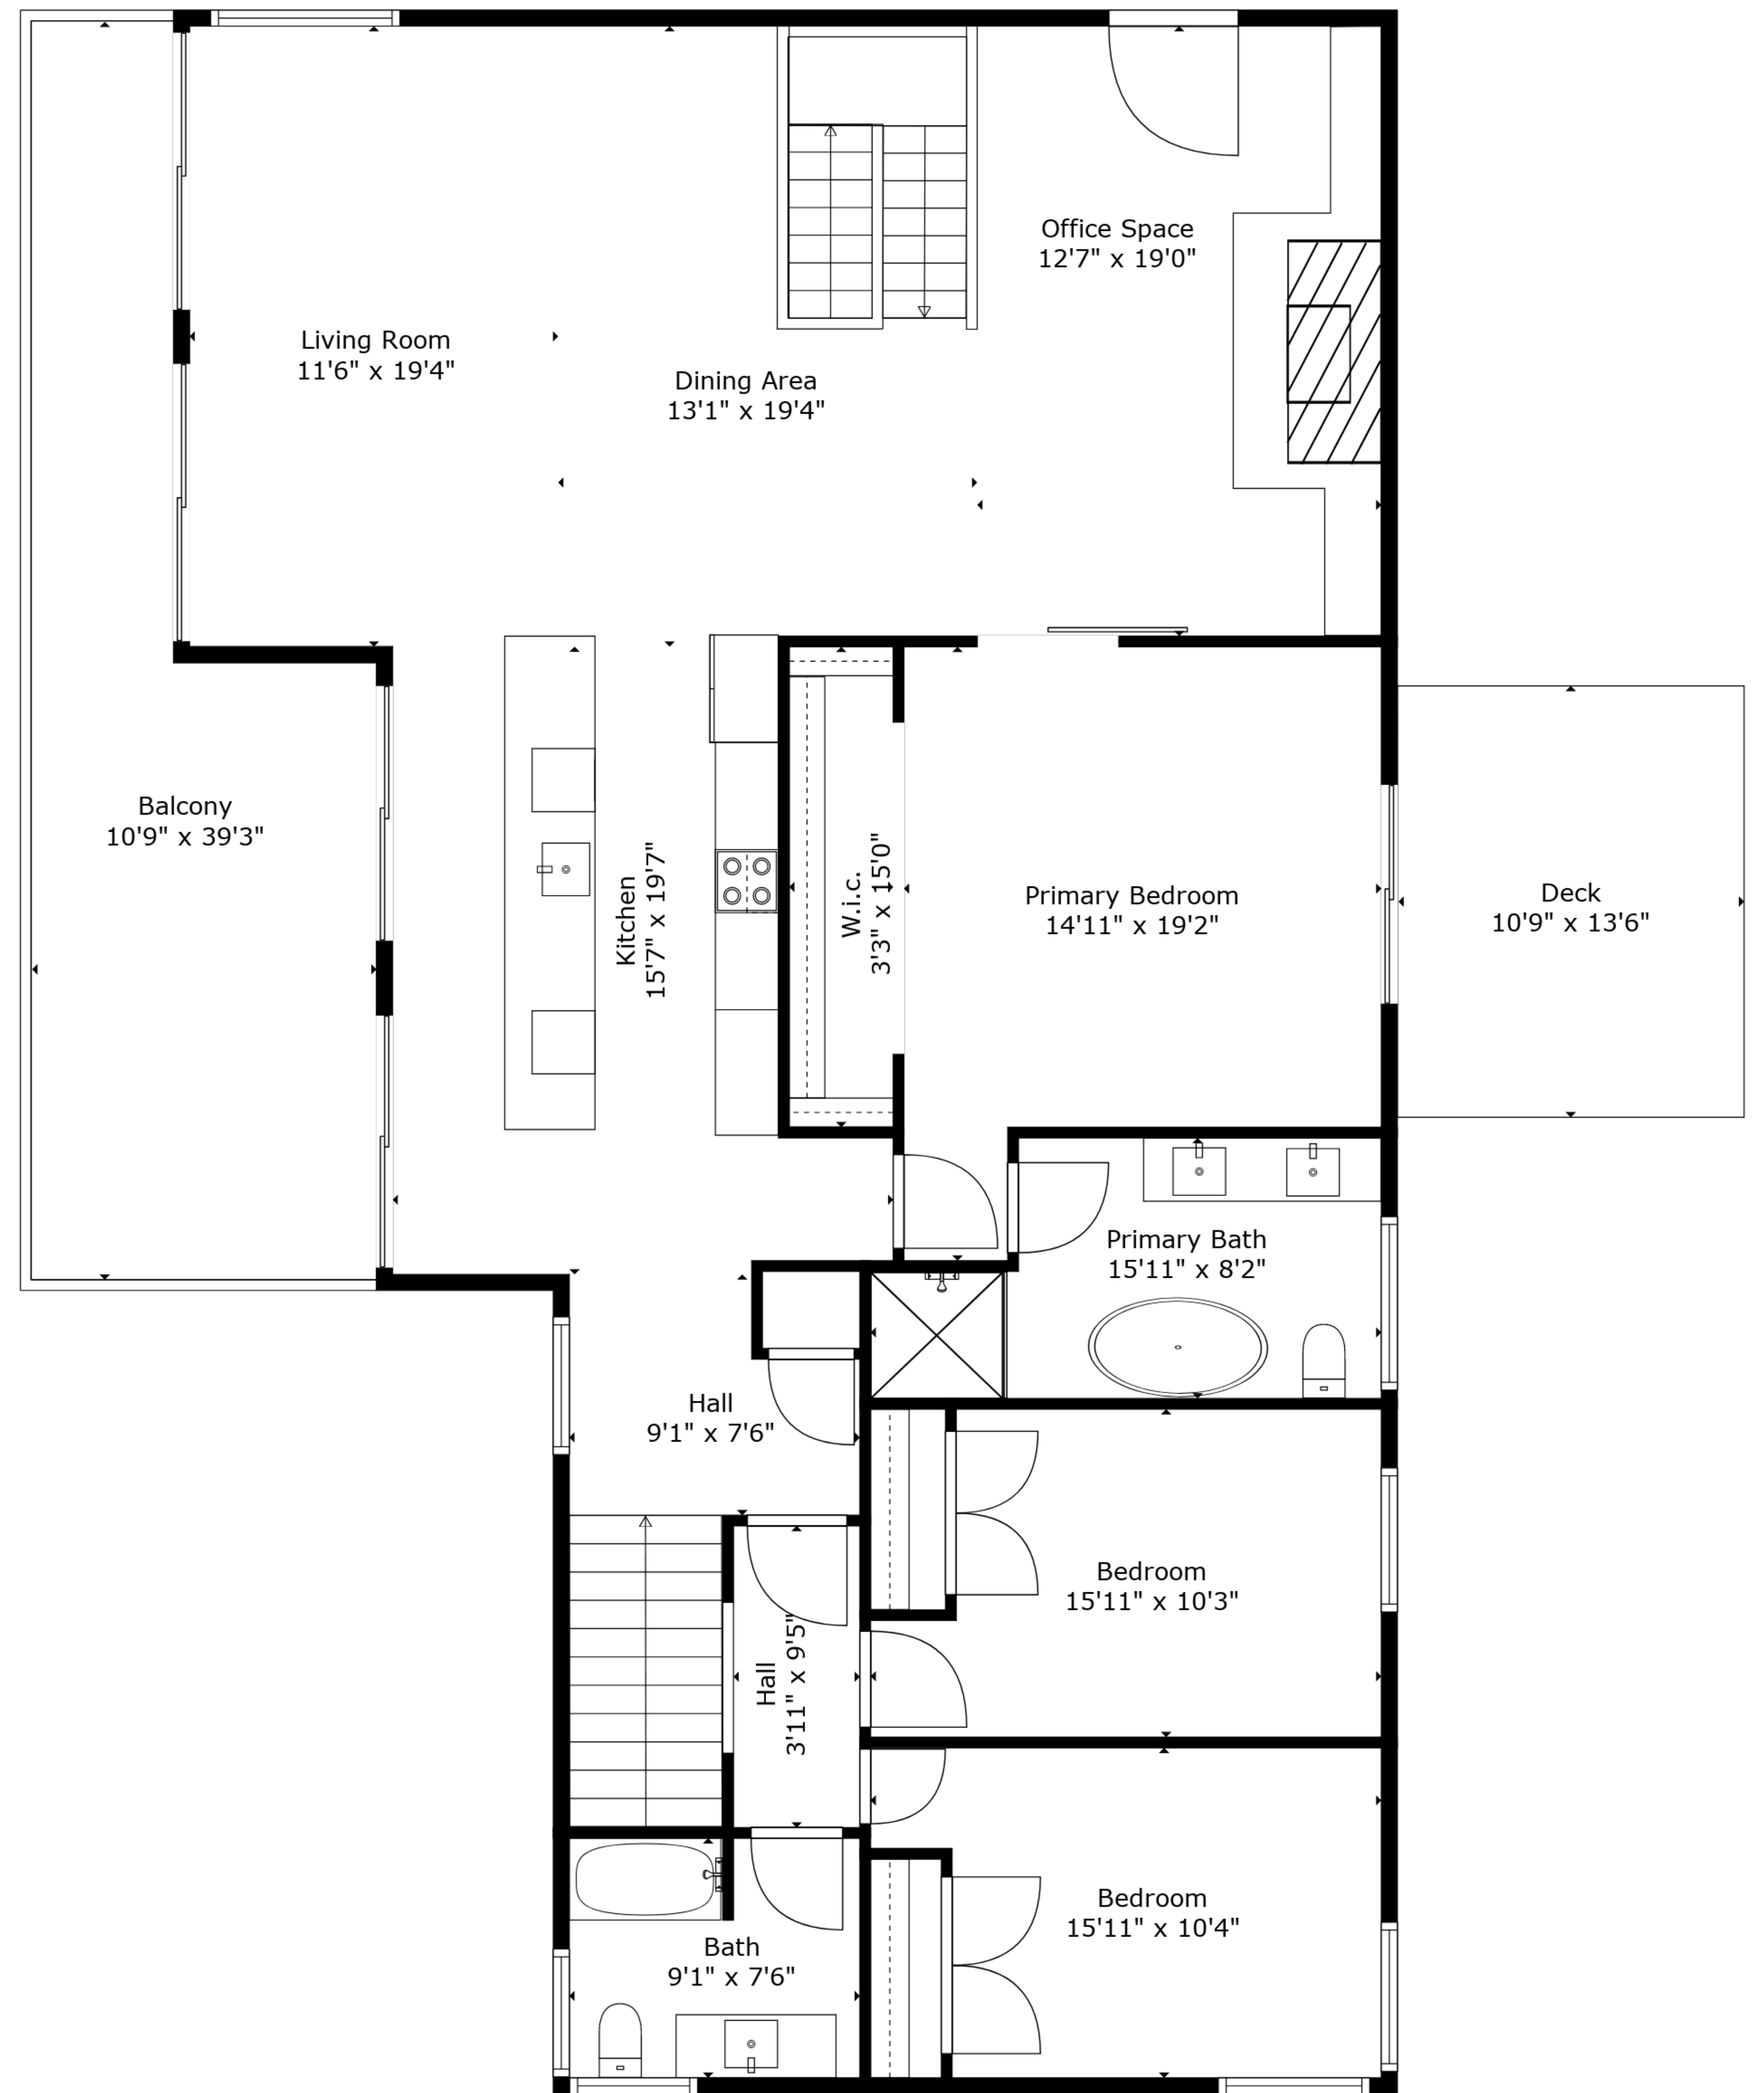 Office Space
12'7" x 19'0"
Living Room
11'6" x 19'4"
Dining Area
13'1" x 19'4"
Balcony
10'9" x 39'3"
Kitchen
15'7" x 19'7"
W.i.c.
3'3" x 15'0"
Primary Bedroom
14'11" x 19'2"
Deck
10'9" x 13'6"
Primary Bath
15'11" x 8'2"
Hall
9'1" x 7'6"
Bedroom
15'11" x 10'3"
Hall
3'11" x 9'5"
Bedroom
15'11" x 10'4"
Bath
9'1" x 7'6"